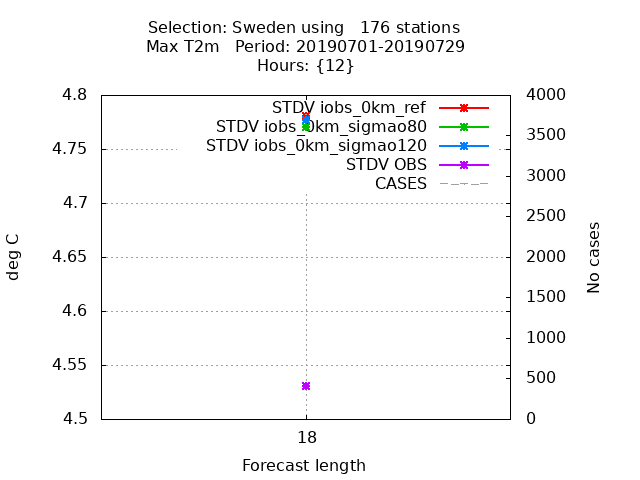 Selection: Sweden using   176 stations
Max T2m   Period: 20190701-20190729
Hours: {12}
STDV iobs_0km_ref
STDV iobs_0km_sigmao80
STDV iobs_0km_sigmao120
STDV OBS
CASES
4.8
4.75
4.7
4.65
4.6
4.55
4.5
deg C
4000
3500
3000
2500
2000
1500
1000
500
0
No cases
18
Forecast length